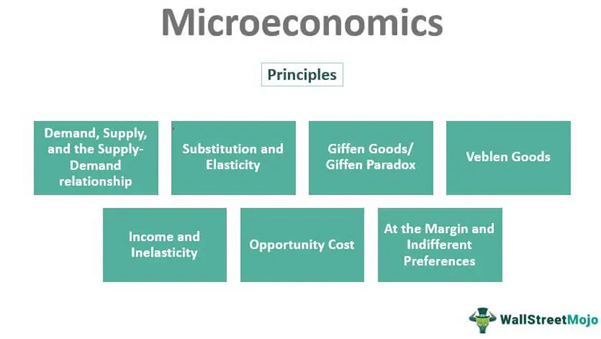 Microeconomics
Principles
Demand, Supply,
and the Supply-
Demand
relationship
Substitution and
Elasticity
Giffen Goods/
Giffen Paradox
Veblen Goods
Income and
Inelasticity
Opportunity Cost
At the Margin and
Indifferent
Preferences
WallStreetMojo